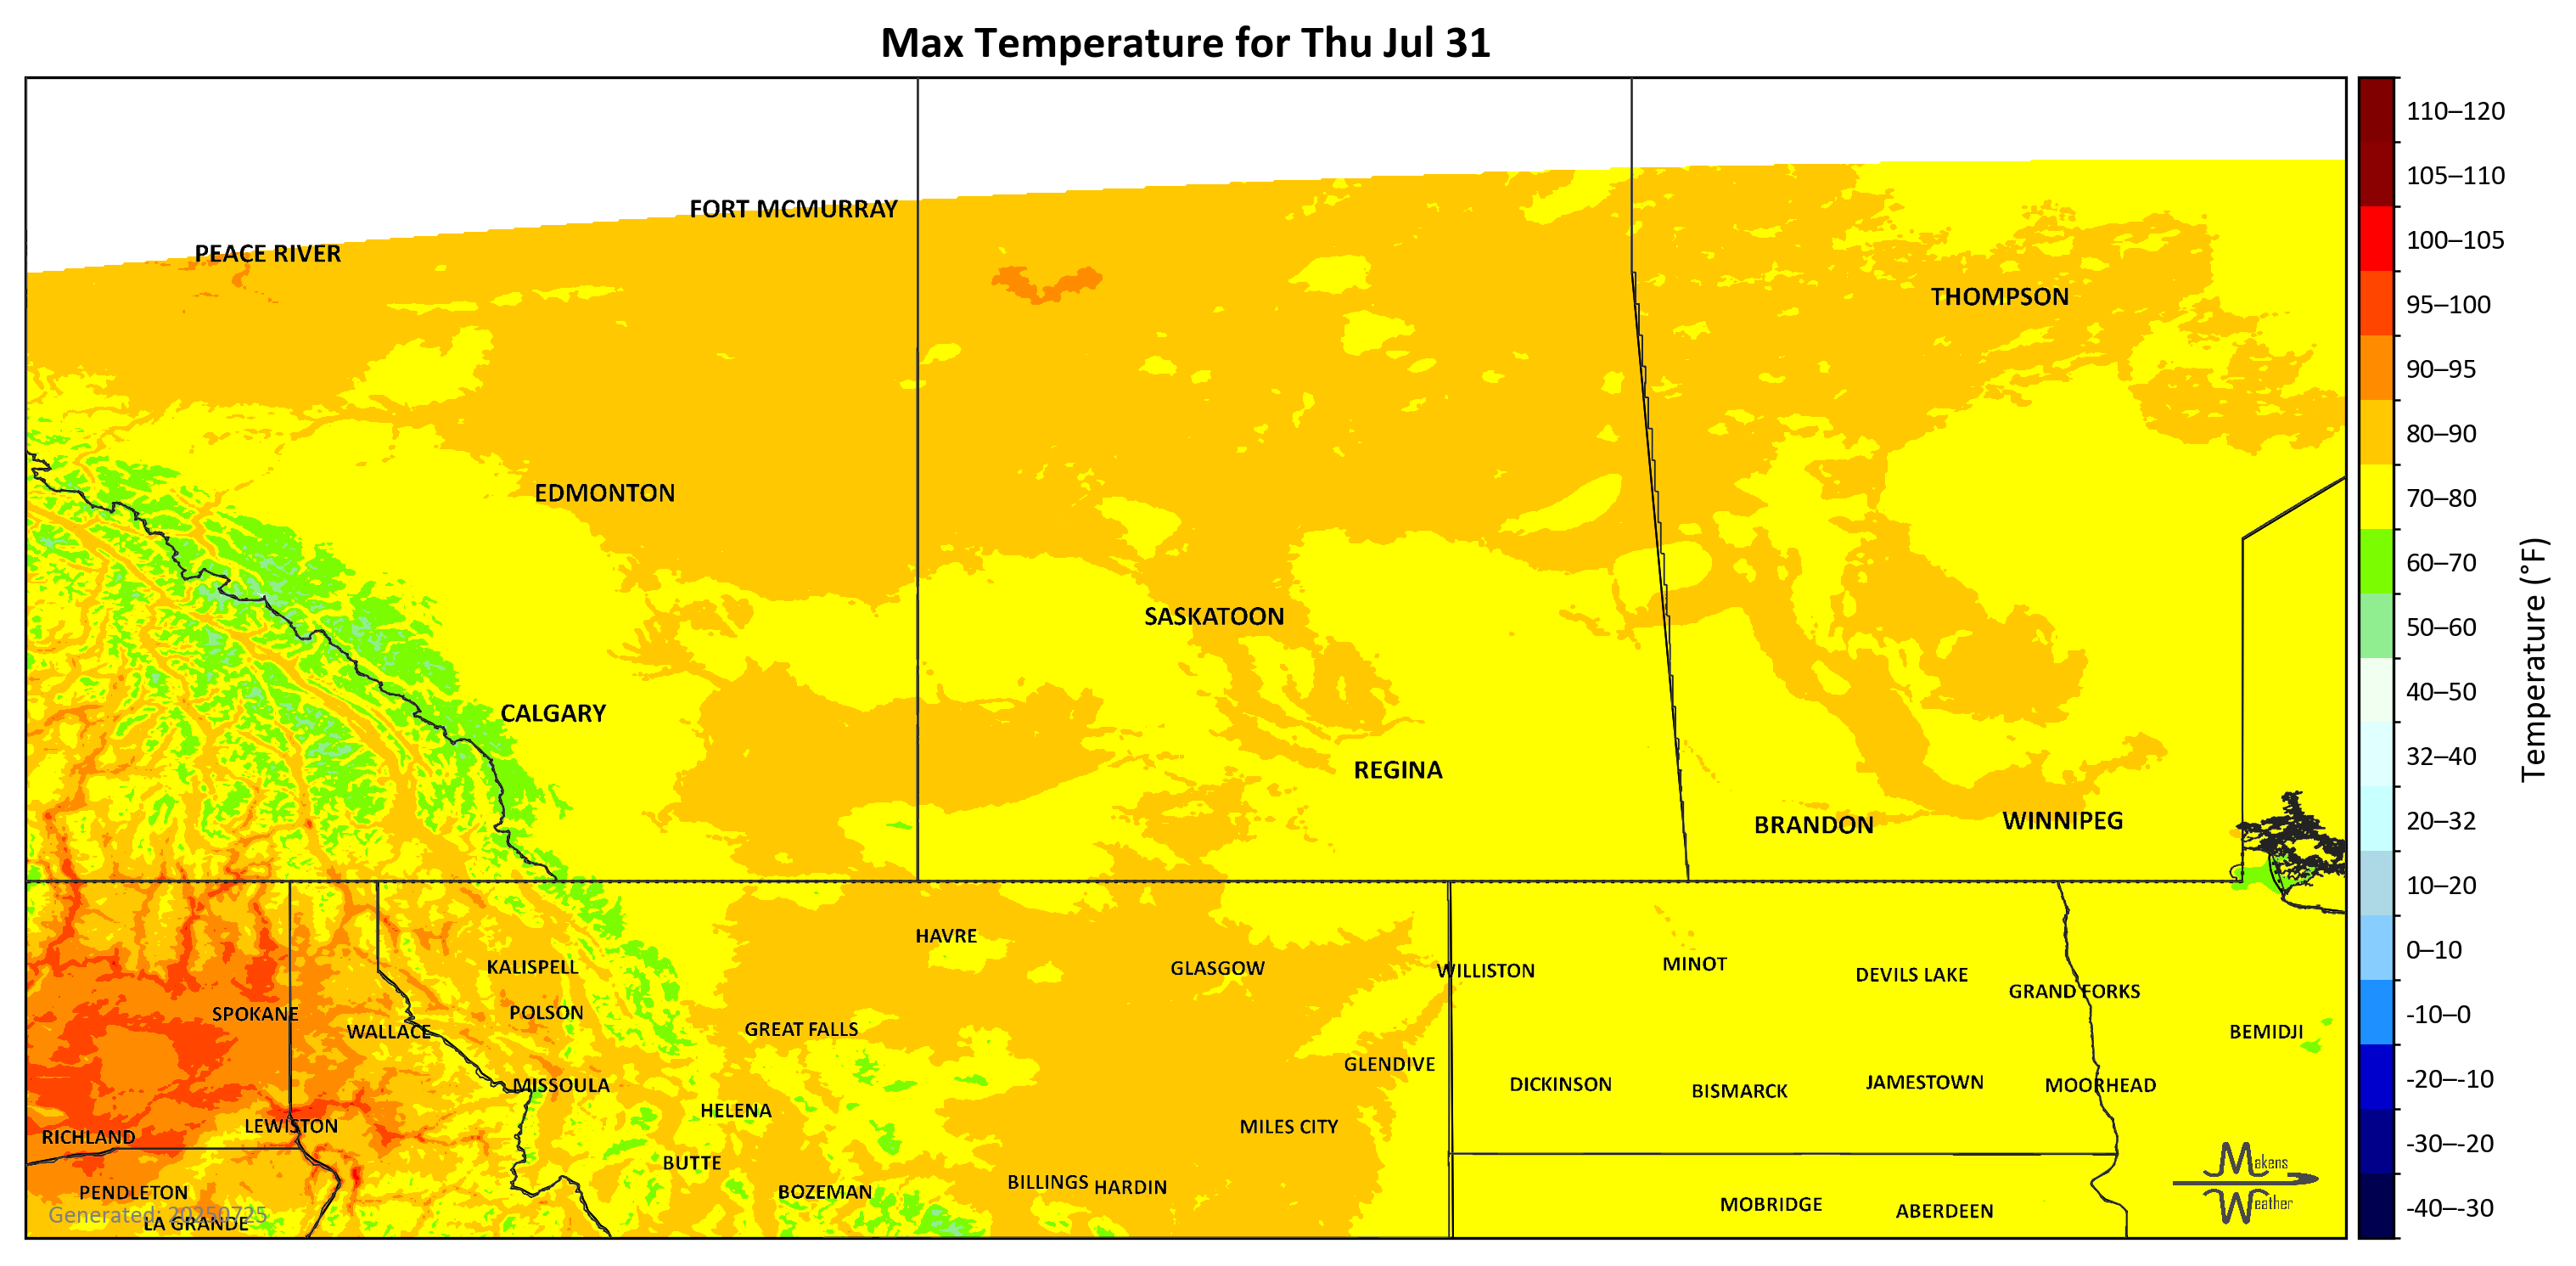 Max Temperature for Thu Jul 31
FORT MCMURRAY
PEACE RIVER
THOMPSON
EDMONTON
SASKATOON
CALGARY
REGINA
BRANDON
WINNIPEG
HAVRE
KALISPELL
GLASGOW
WILLISTON
MINOT
DEVILS LAKE
GRAND FORKS
SPOKANE
POLSON
WALLACE
GREAT FALLS
BEMIDJI
GLENDIVE
MISSOULA
DICKINSON
BISMARCK
JAMESTOWN
MOORHEAD
HELENA
LEWISTON
MILES CITY
RICHLAND
BUTTE
BILLINGS
HARDIN
PENDLETON
BOZEMAN
MOBRIDGE
ABERDEEN
Generated: 20250725
LA GRANDE
Makens
Weather
110–120
105–110
100–105
95–100
90–95
80–90
70–80
60–70
50–60
40–50
32–40
20–32
10–20
0–10
-10–0
-20–-10
-30–-20
-40–-30
Temperature (°F)